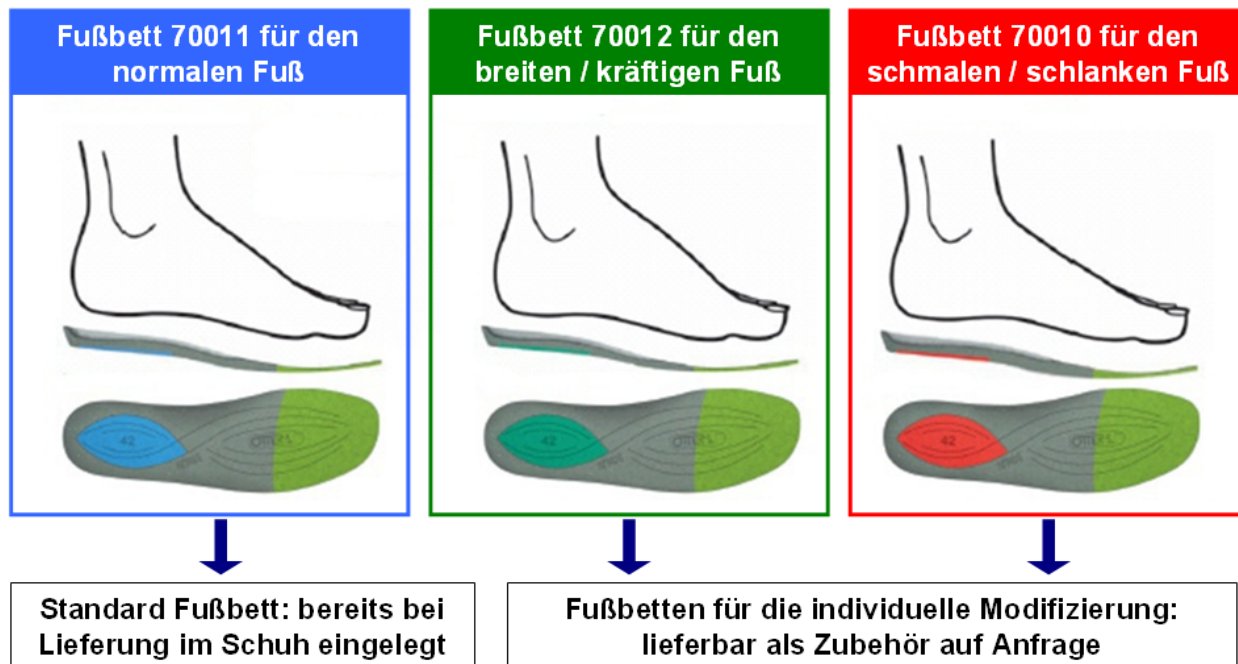 Fußbett 70011 für den
normalen Fuß
Fußbett 70012 für den
breiten / kräftigen Fuß
Fußbett 70010 für den
schmalen / schlanken Fuß
42
42
42
Standard Fußbett: bereits bei
Lieferung im Schuh eingelegt
Fußbetten für die individuelle Modifizierung:
lieferbar als Zubehör auf Anfrage